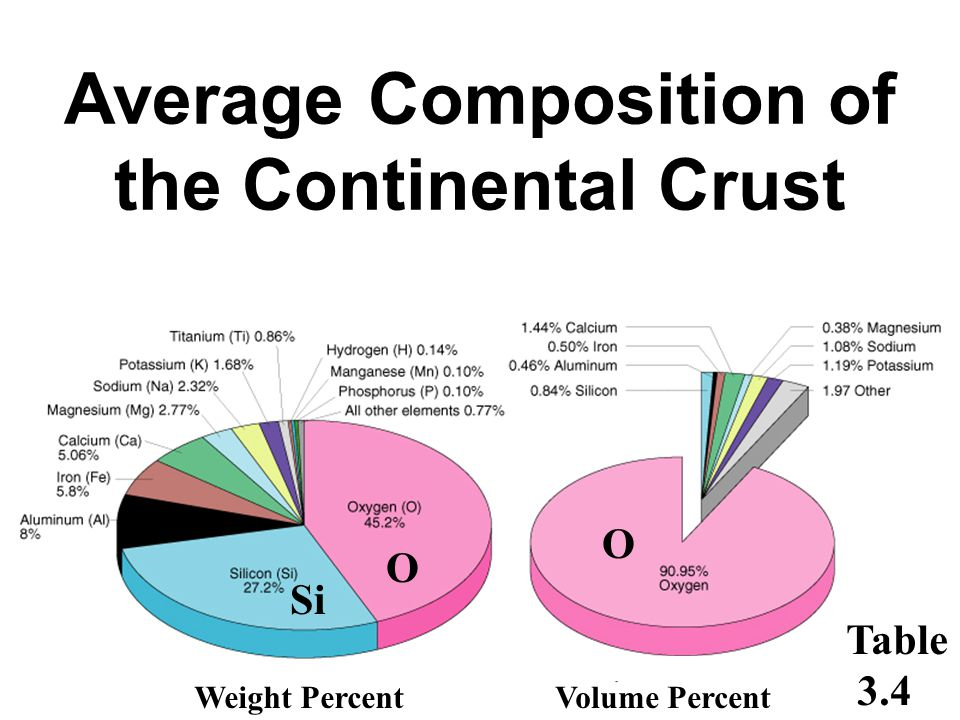 Average Composition of
the Continental Crust
Titanium (Ti) 0.86%
Potassium (K) 1.68%
Sodium (Na) 2.32%
Magnesium (Mg) 2.77%
Calcium (Ca)
5.06%
Iron (Fe)
5.8%
Aluminum (Al)
8%
Hydrogen (H) 0.14%
Manganese (Mn) 0.10%
Phosphorus (P) 0.10%
All other elements 0.77%
Oxygen (O)
45.2%
O
Silicon (Si)
27.2%
Si
Weight Percent
1.44% Calcium
0.50% Iron
0.46% Aluminum
0.84% Silicon
0.38% Magnesium
1.08% Sodium
1.19% Potassium
1.97 Other
O
90.95%
Oxygen
Volume Percent
Table
3.4